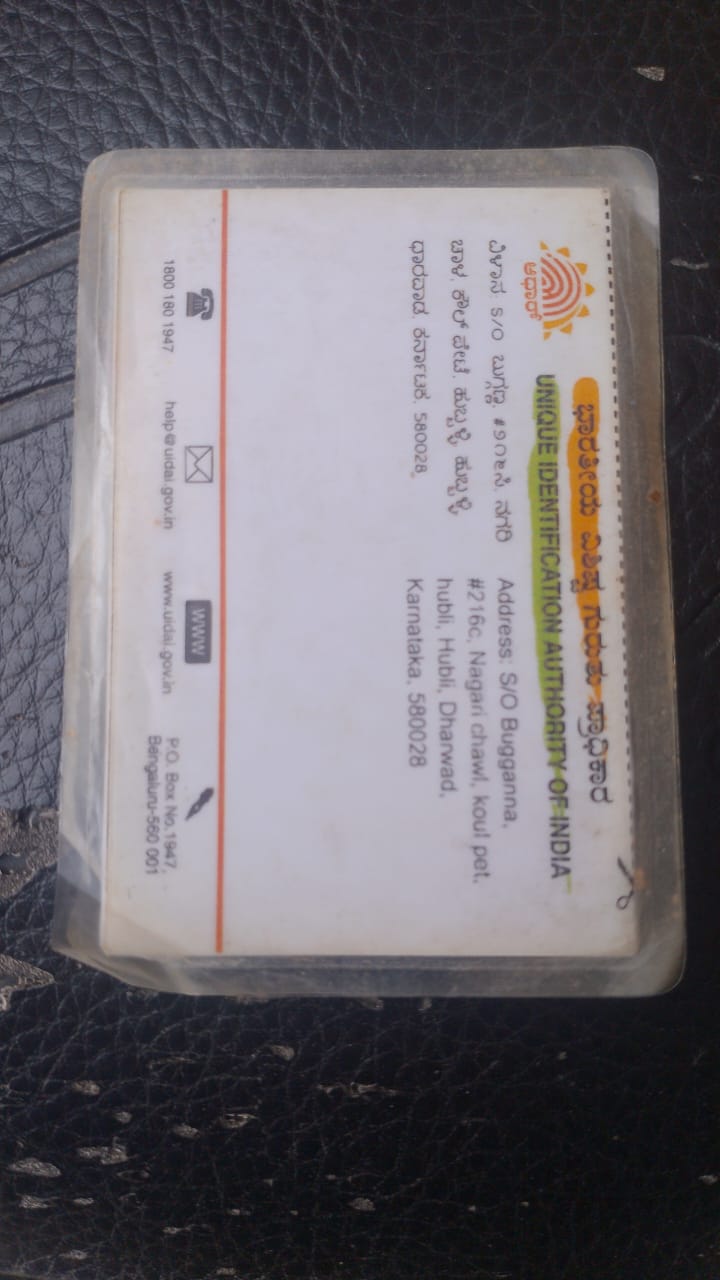 ಭಾರತೀಯ ವಿಶಿಷ್ಟ ಗುರುತು ಪ್ರಾಧಿಕಾರ
UNIQUE IDENTIFICATION AUTHORITY OF INDIA
ಆಧಾರ್
ವಿಳಾಸ: S/O ಬುಗ್ಗಣ್ಣ, ನಗರಿ
ಚಾಳ, ಕೌಲ್ ಪೇಟೆ, ಹುಬ್ಬಳ್ಳಿ, ಹುಬ್ಬಳ್ಳಿ,
ಧಾರವಾಡ, ಕರ್ನಾಟಕ, 580028
Address: S/O Bugganna,
#216c, Nagari chawl, koul pet,
hubli, Hubli, Dharwad,
Karnataka, 580028
1800 180 1947
help@uidai.gov.in
WWW
www.uidai.gov.in
P.O. Box No.1947,
Bengaluru-560 001